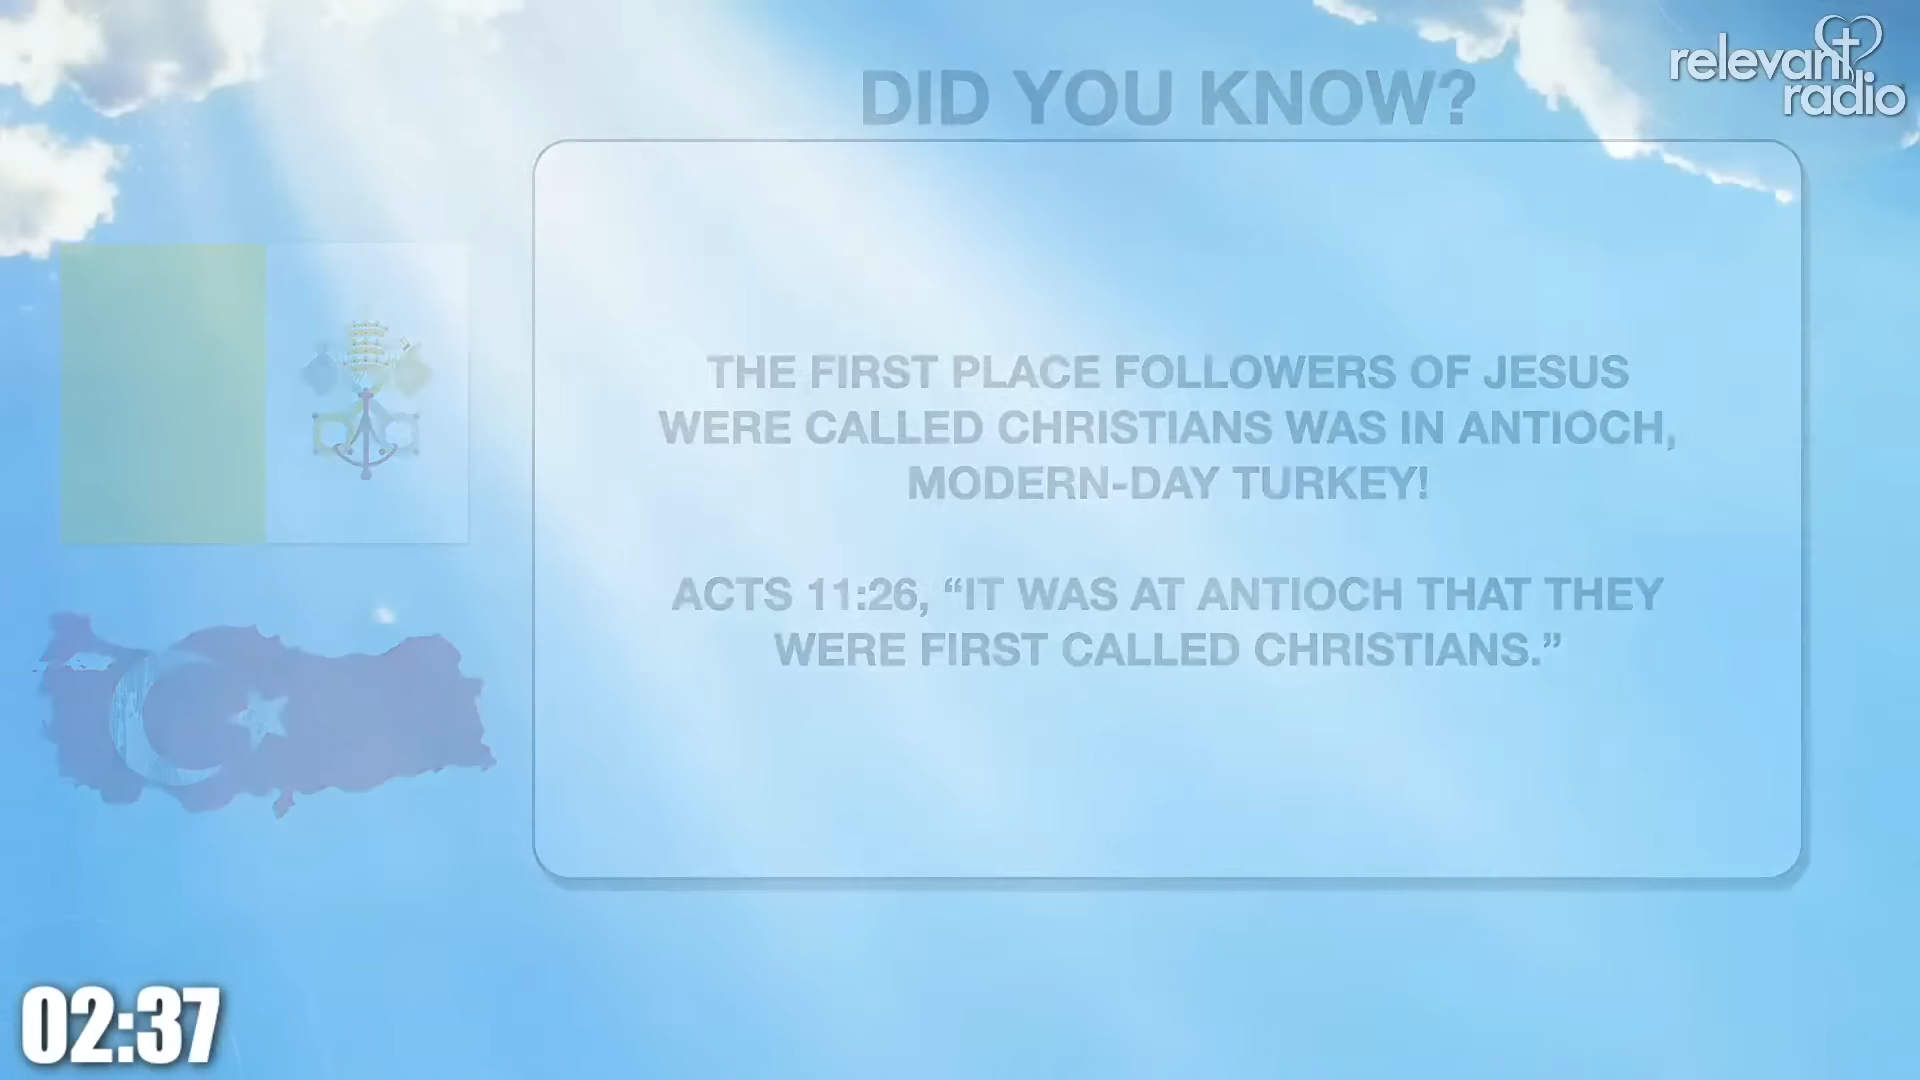 relevant
radio
DID YOU KNOW?
THE FIRST PLACE FOLLOWERS OF JESUS
WERE CALLED CHRISTIANS WAS IN ANTIOCH,
MODERN-DAY TURKEY!
ACTS 11:26, “IT WAS AT ANTIOCH THAT THEY
WERE FIRST CALLED CHRISTIANS.”
02:37